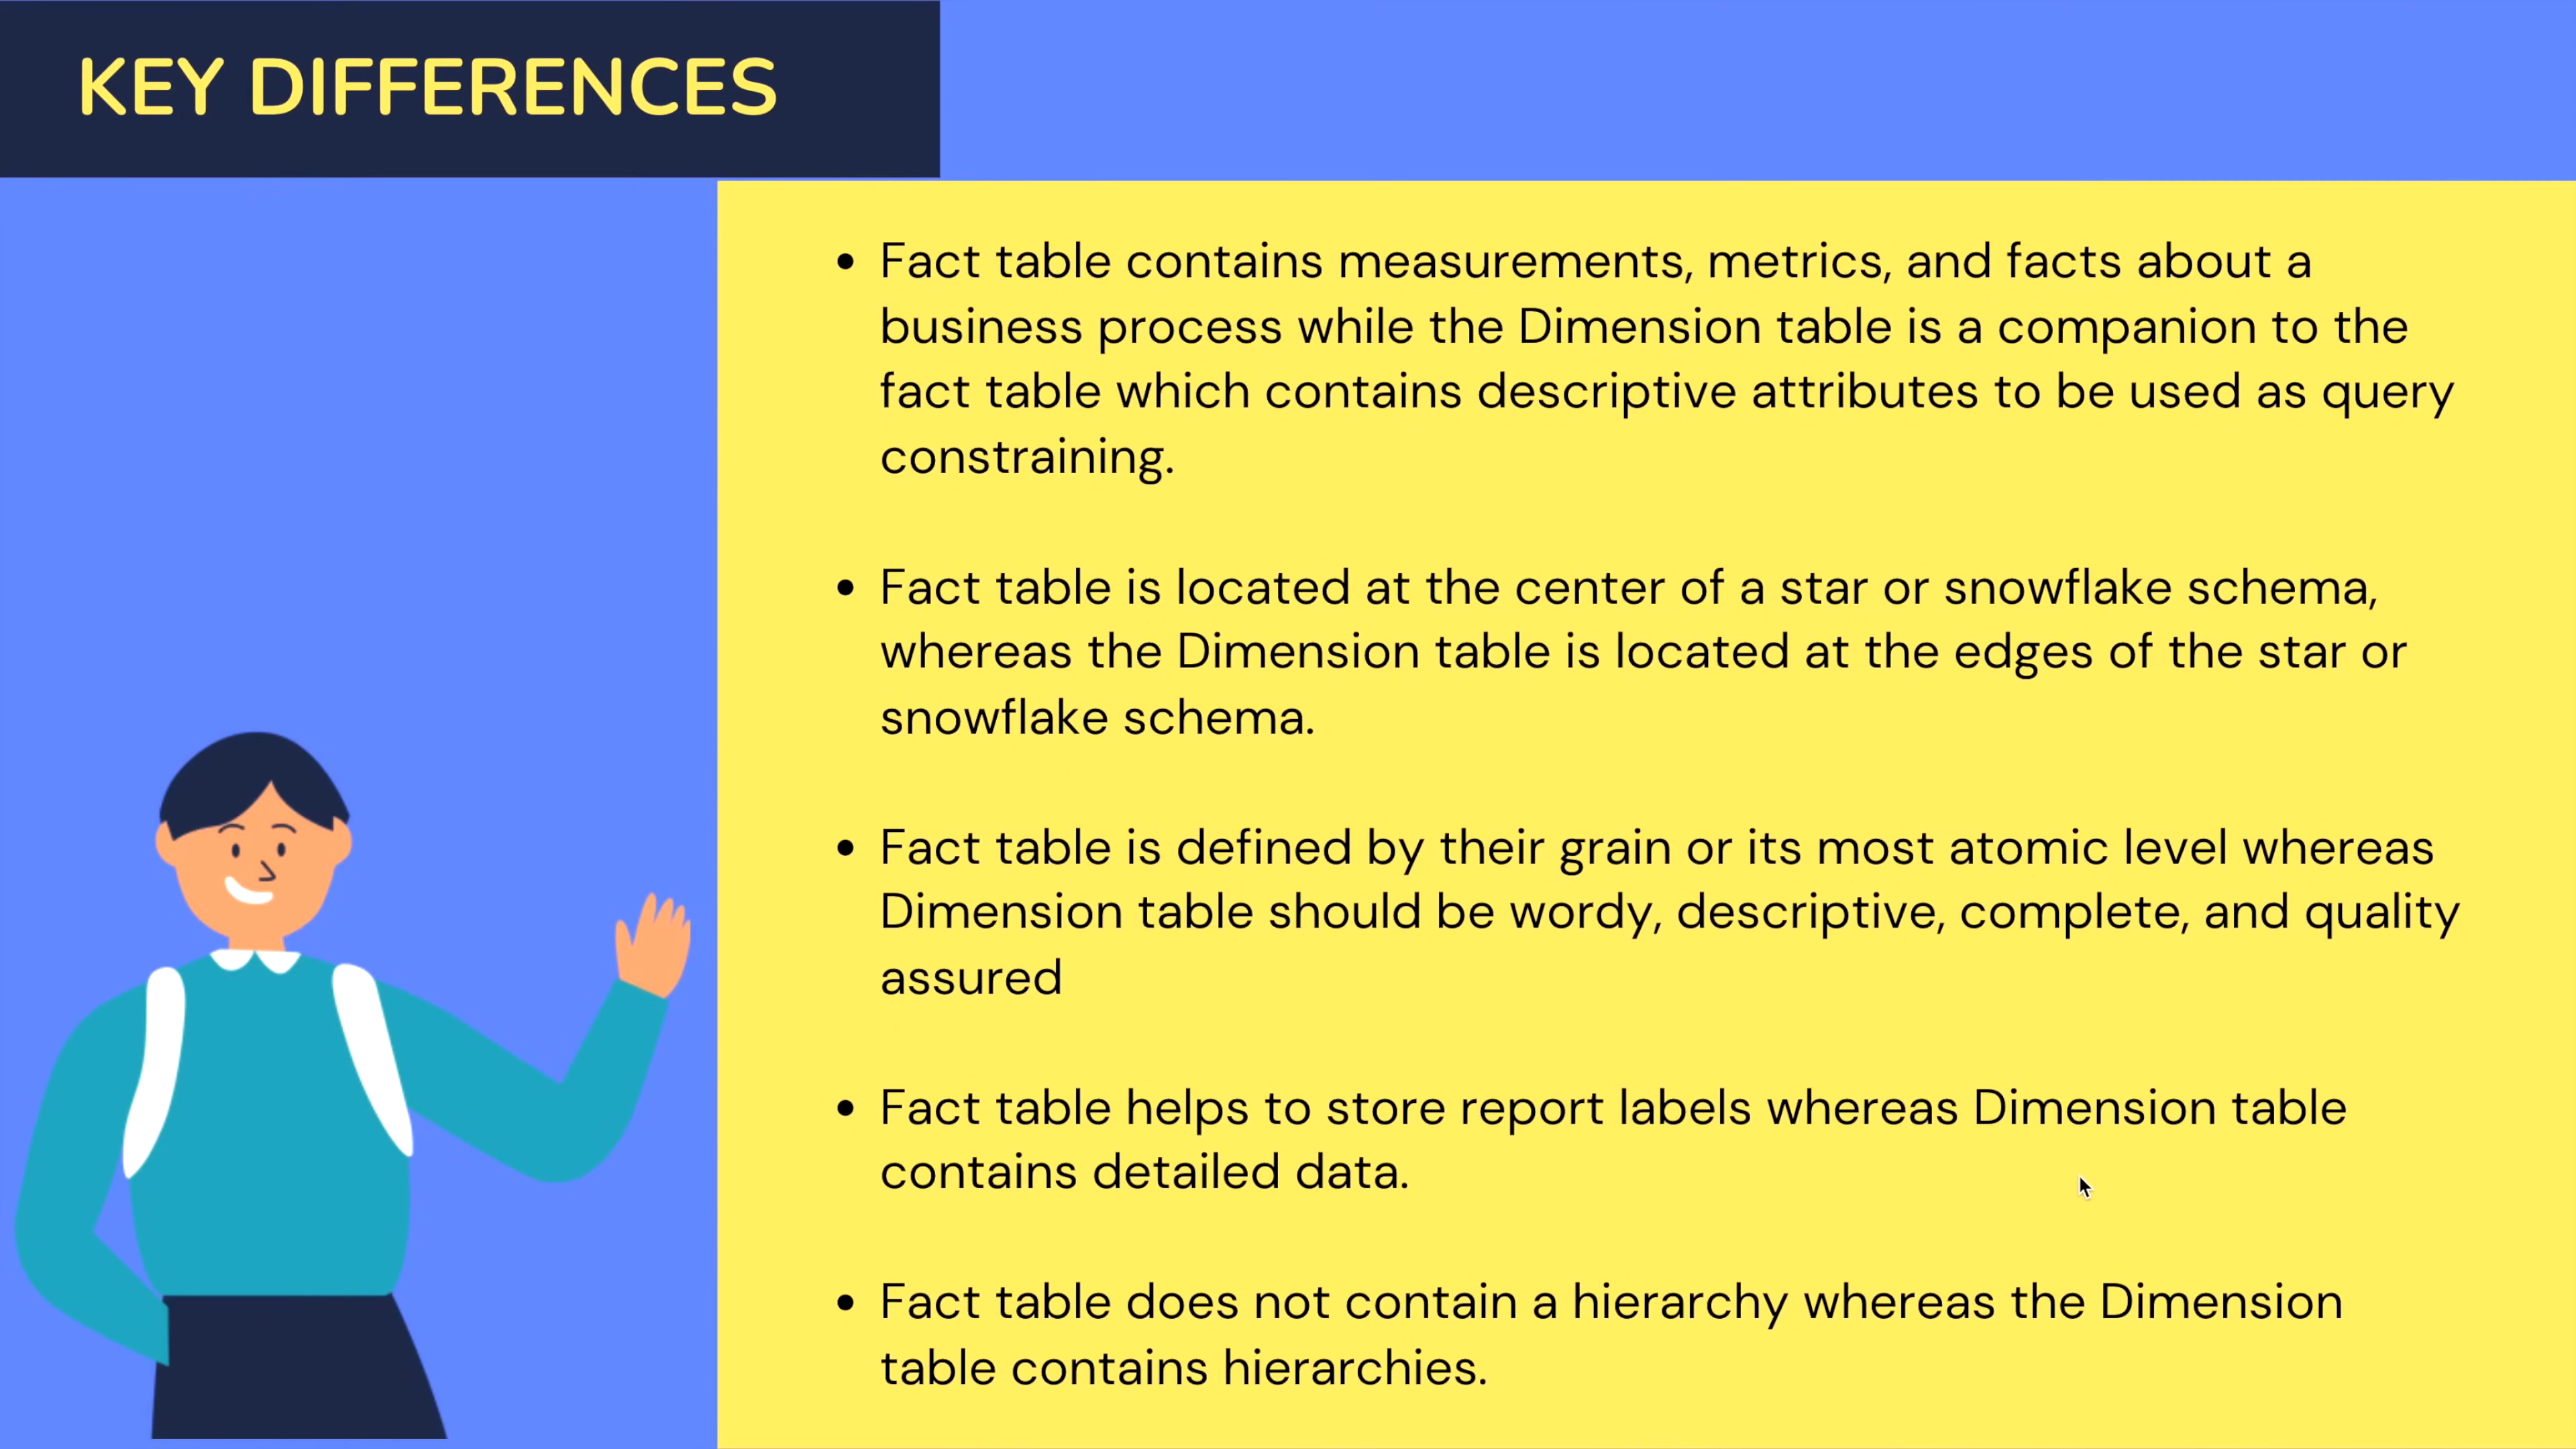 KEY DIFFERENCES
• Fact table contains measurements, metrics, and facts about a
business process while the Dimension table is a companion to the
fact table which contains descriptive attributes to be used as query
constraining.
• Fact table is located at the center of a star or snowflake schema,
whereas the Dimension table is located at the edges of the star or
snowflake schema.
• Fact table is defined by their grain or its most atomic level whereas
Dimension table should be wordy, descriptive, complete, and quality
assured
• Fact table helps to store report labels whereas Dimension table
contains detailed data.
• Fact table does not contain a hierarchy whereas the Dimension
table contains hierarchies.